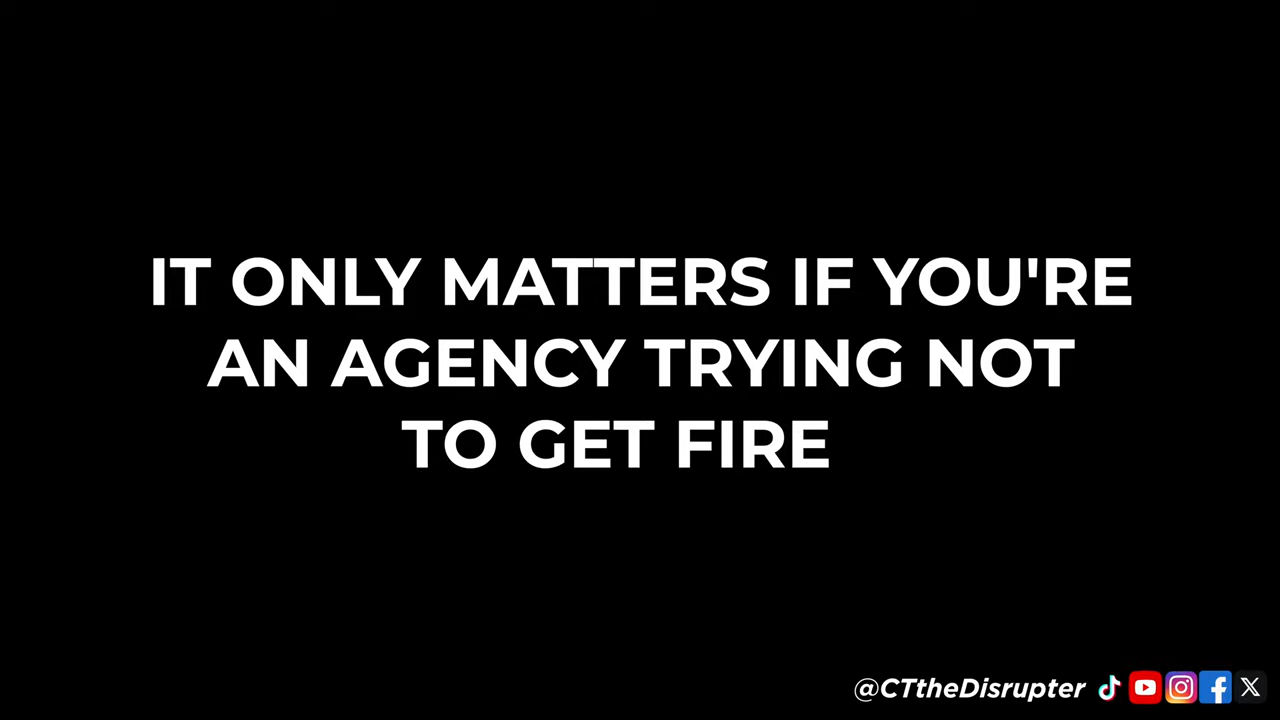 IT ONLY MATTERS IF YOU'RE
AN AGENCY TRYING NOT
TO GET FIRE
@CTtheDisrupter